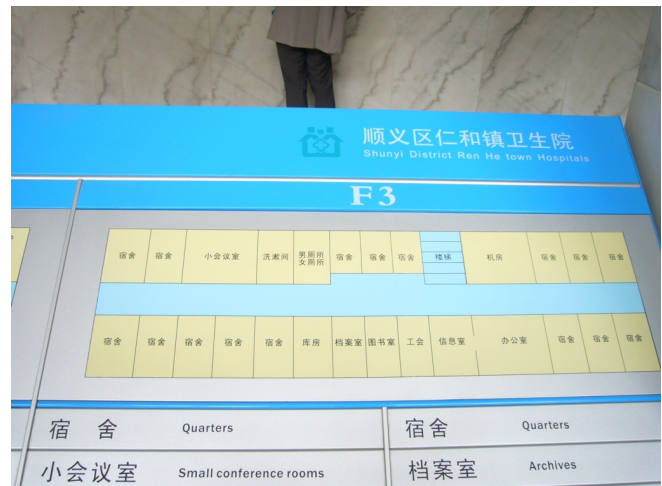 顺义区仁和镇卫生院
Shunyi District Ren He town Hospitals
F3
宿舍 宿舍 小会议室 洗漱间 男厕所 女厕所 宿舍 宿舍 宿舍 楼梯 机房 宿舍 宿舍 宿舍
宿舍 宿舍 宿舍 宿舍 宿舍 库房 档案室 图书室 工会 信息室 办公室 宿舍 宿舍 宿舍
宿舍 Quarters 宿舍 Quarters
小会议室 Small conference rooms 档案室 Archives